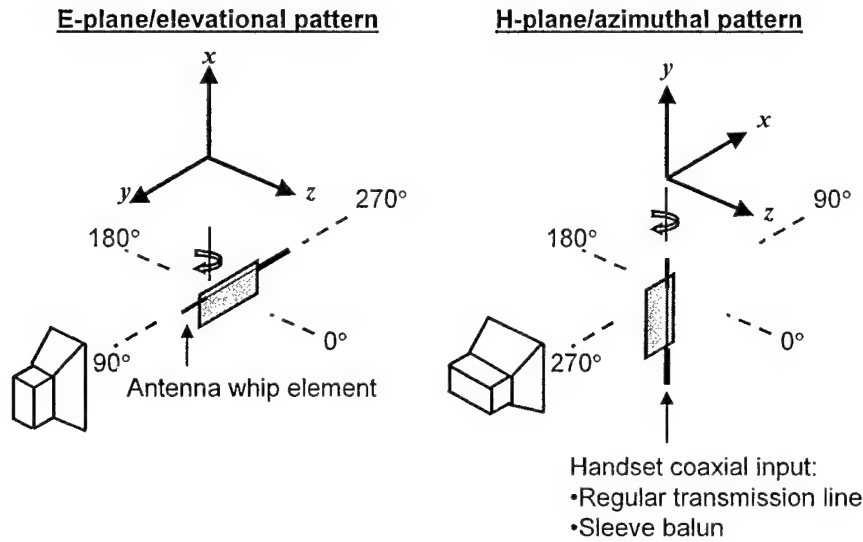 E-plane/elevational pattern
x
y
z
270°
180°
0°
90°
Antenna whip element
H-plane/azimuthal pattern
y
x
z
90°
180°
0°
270°
Handset coaxial input:
•Regular transmission line
•Sleeve balun